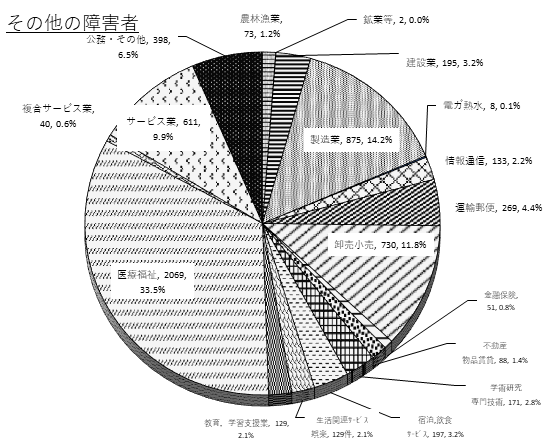 その他の障害者
農林漁業,
73, 1.2%
鉱業等, 2, 0.0%
公務・その他, 398,
6.5%
建設業, 195, 3.2%
複合サービス業,
40, 0.6%
サービス業, 611,
9.9%
製造業, 875, 14.2%
電ガ熱水, 8, 0.1%
情報通信, 133, 2.2%
運輸郵便, 269, 4.4%
卸売小売, 730, 11.8%
医療福祉, 2069,
33.5%
金融保険,
51, 0.8%
不動産
物品賃貸, 88, 1.4%
学術研究
専門技術, 171, 2.8%
宿泊,飲食
サービス, 197, 3.2%
生活関連サービス
娯楽, 129件, 2.1%
教育、学習支援業, 129,
2.1%